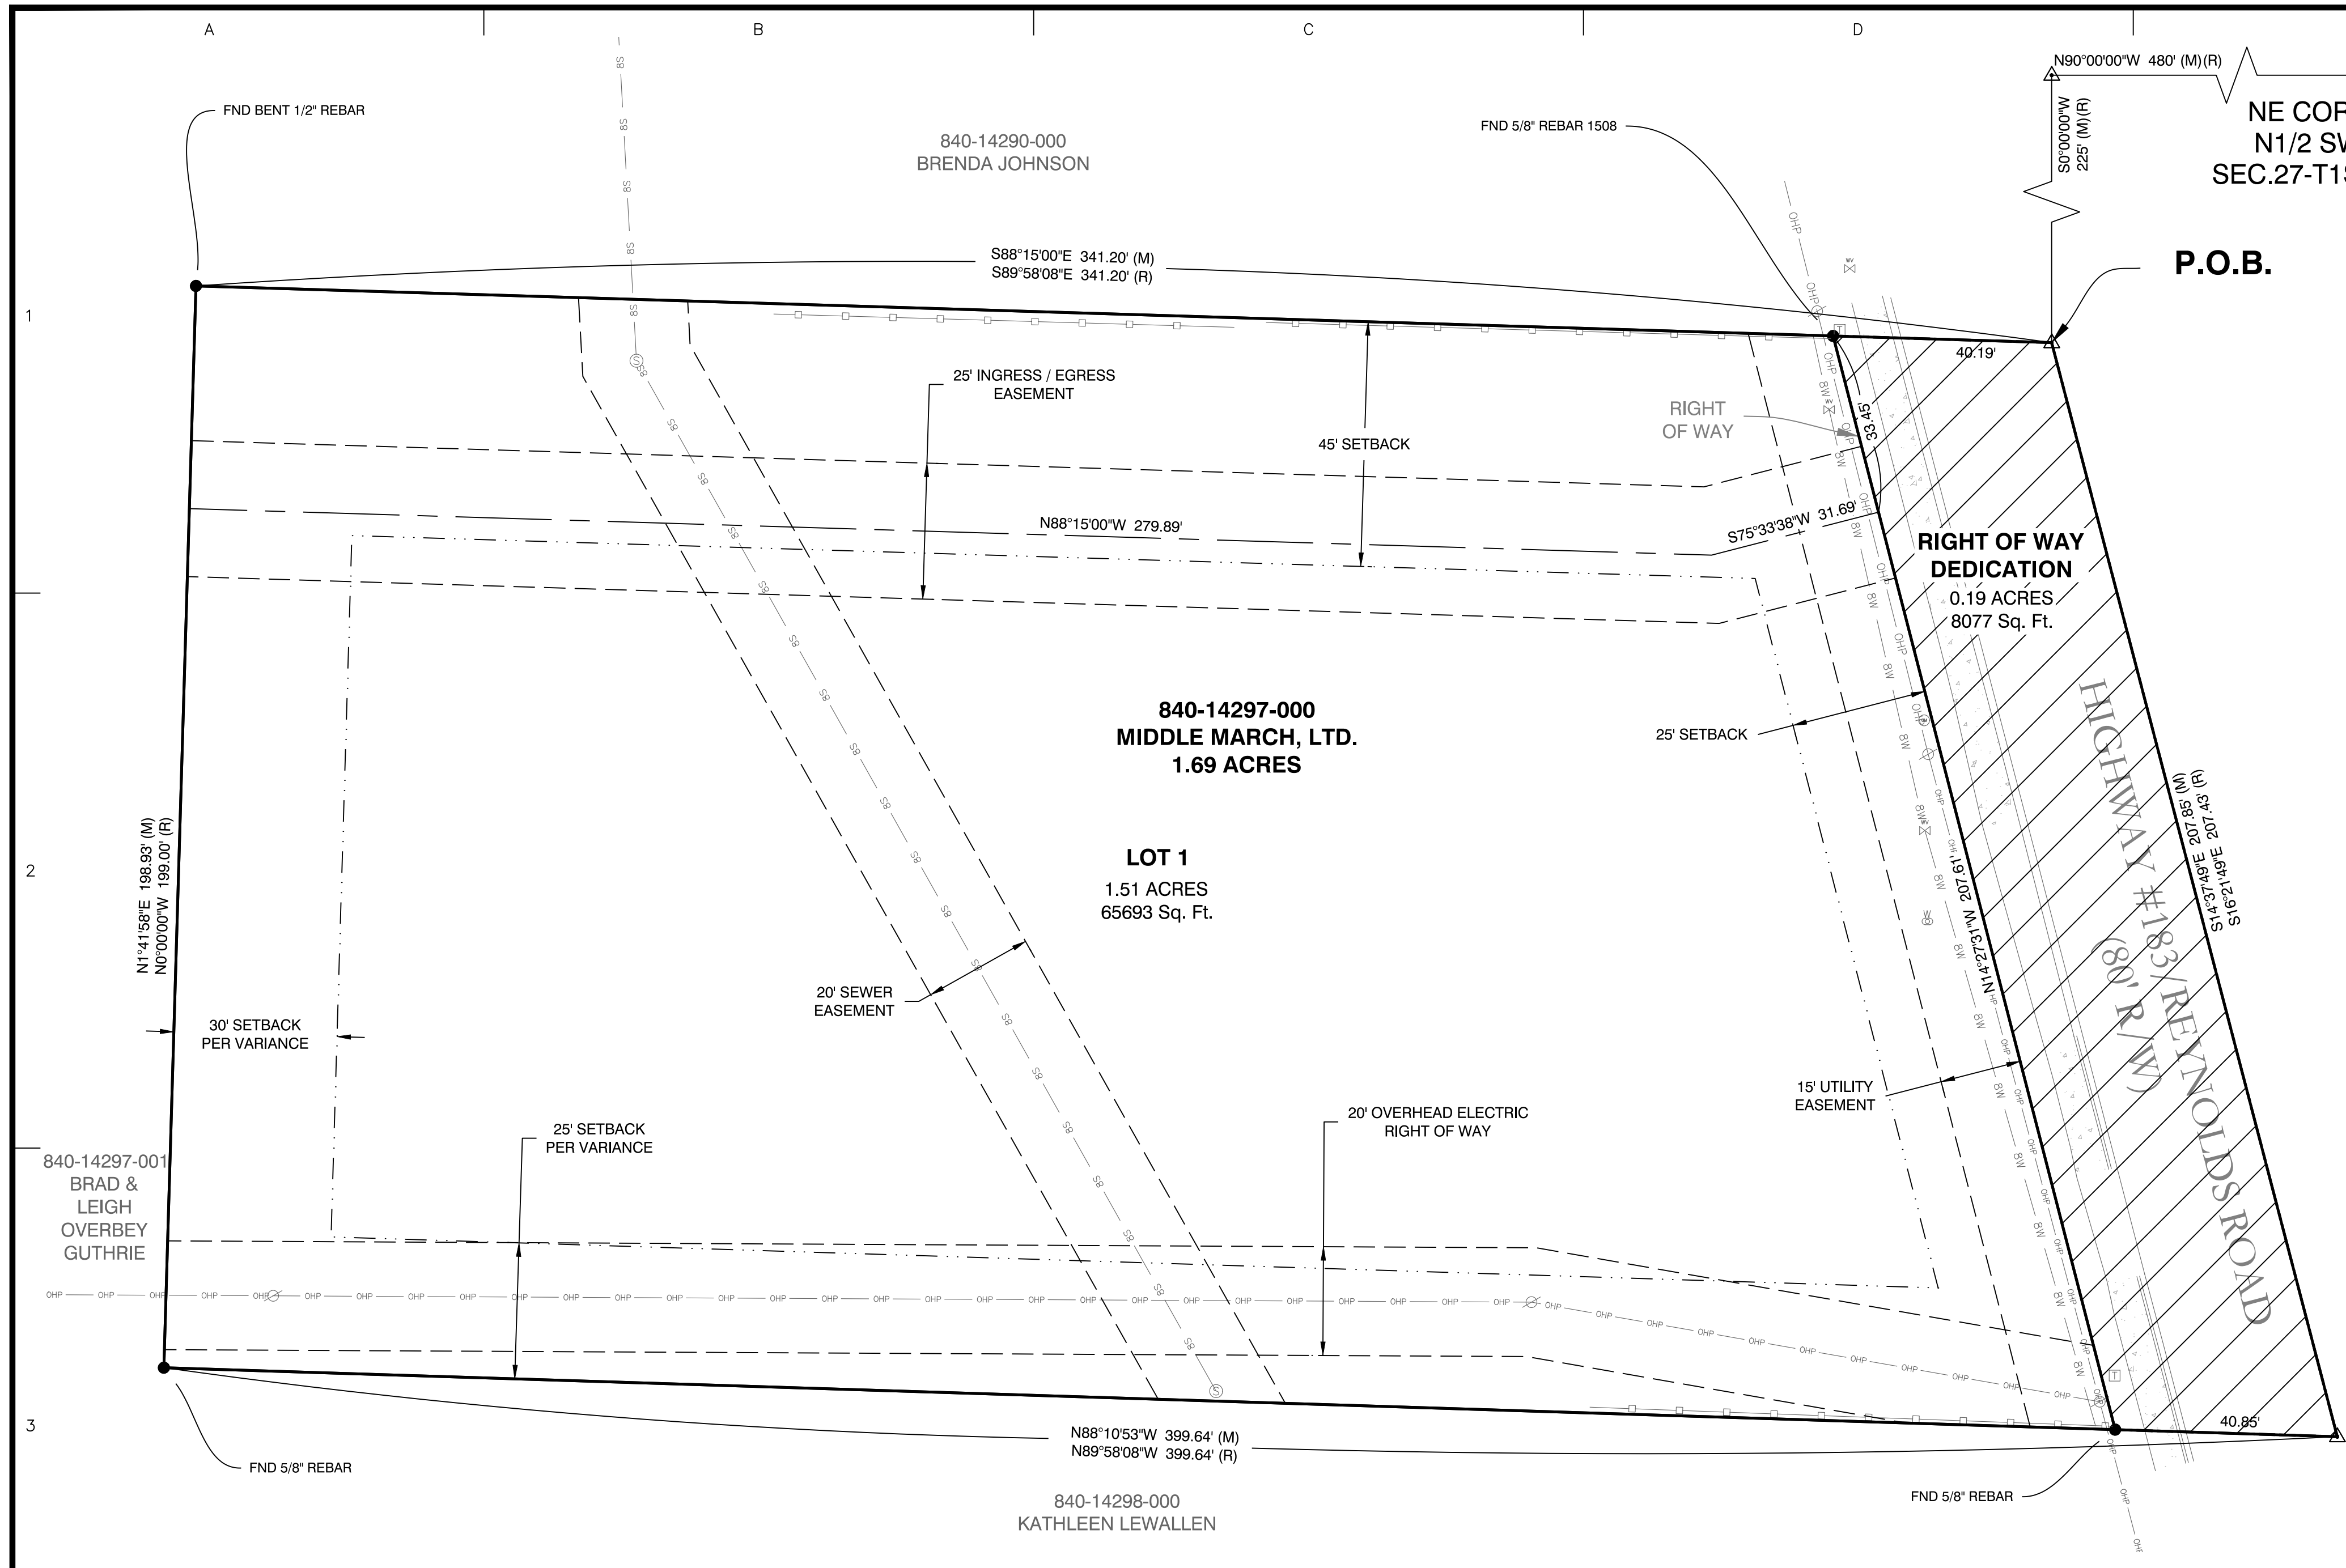 A
B
C
D
N90°00'00"W 480' (M)(R)
S0°00'00"W
225' (M)(R)
NE COR
N1/2 SW
SEC.27-T1S
P.O.B.
FND BENT 1/2" REBAR
840-14290-000
BRENDA JOHNSON
FND 5/8" REBAR 1508
S88°15'00"E 341.20' (M)
S89°58'08"E 341.20' (R)
1
40.19'
25' INGRESS / EGRESS
EASEMENT
45' SETBACK
RIGHT
OF WAY
33.45'
N88°15'00"W 279.89'
S75°33'38"W 31.69'
RIGHT OF WAY
DEDICATION
0.19 ACRES
8077 Sq. Ft.
840-14297-000
MIDDLE MARCH, LTD.
1.69 ACRES
25' SETBACK
HIGHWAY #183/REYNOLDS ROAD
(80' R/W)
S14°37'49"E 207.85' (M)
S16°21'49"E 207.43' (R)
N14°27'31"W 207.61'
2
LOT 1
1.51 ACRES
65693 Sq. Ft.
N1°41'58"E 198.93' (M)
N0°00'00"W 199.00' (R)
20' SEWER
EASEMENT
30' SETBACK
PER VARIANCE
15' UTILITY
EASEMENT
25' SETBACK
PER VARIANCE
20' OVERHEAD ELECTRIC
RIGHT OF WAY
840-14297-001
BRAD &
LEIGH
OVERBEY
GUTHRIE
3
40.85'
N88°10'53"W 399.64' (M)
N89°58'08"W 399.64' (R)
FND 5/8" REBAR
FND 5/8" REBAR
840-14298-000
KATHLEEN LEWALLEN